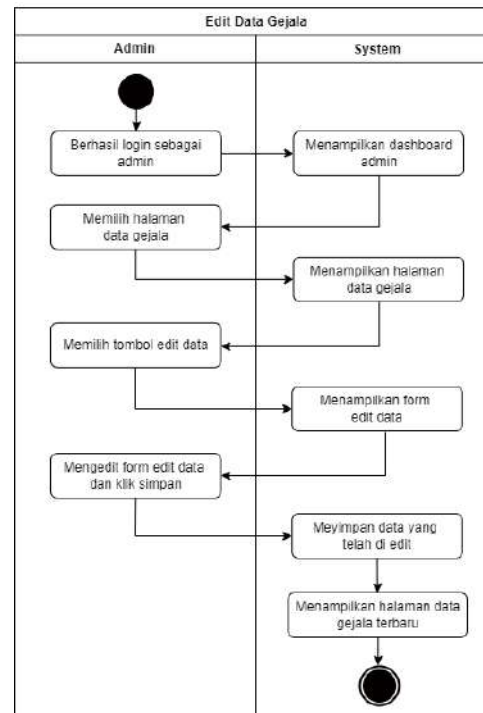 Edit Data Gejala
Admin
System
Berhasil login sebagai
admin
Menampilkan dashboard
admin
Memilih halaman
data gejala
Menampilkan halaman
data gejala
Memilih tombol edit data
Menampilkan form
edit data
Mengedit form edit data
dan klik simpan
Meyimpan data yang
telah di edit
Menampilkan halaman data
gejala terbaru